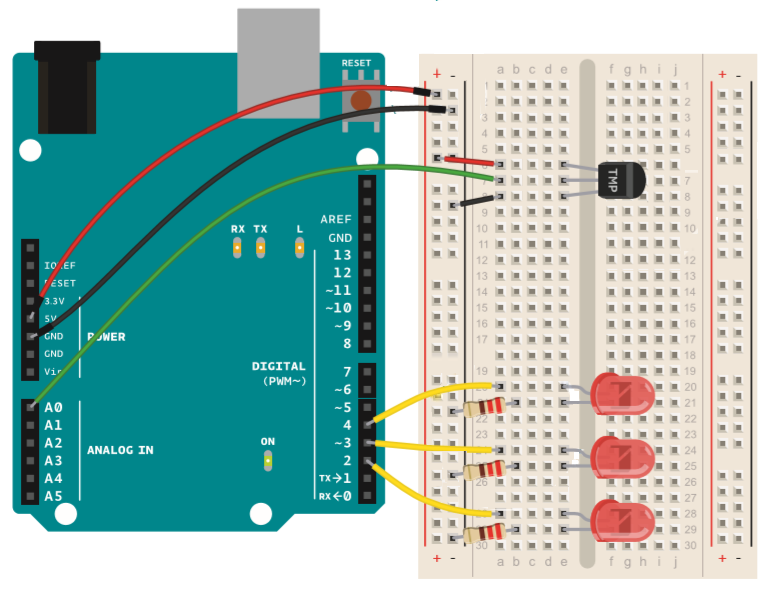 RESET
RX TX L
AREF
GND
13
12
~11
~10
~9
8
7
~6
~5
4
~3
2
TX→1
RX←0
DIGITAL
(PWM~)
ON
IOREF
RESET
3.3V
5V
GND
GND
Vin
POWER
A0
A1
A2
A3
A4
A5
ANALOG IN
+ -
a b c d e
f g h i j
+ -
1
3
4
5
7
8
9
10
11
12
13
14
15
16
17
18
19
20
21
22
23
24
25
26
27
28
29
30
TMP
+ -
a b c d e
f g h i j
+ -